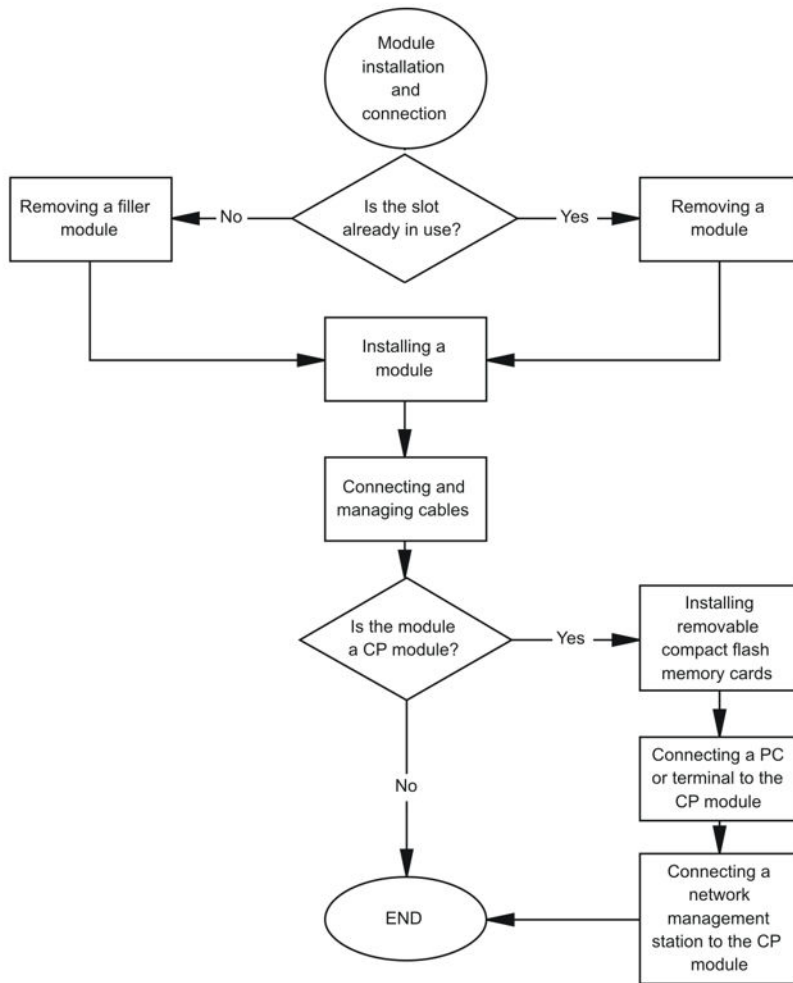 Module
installation
and
connection
Removing a filler
module
No
Is the slot
already in use?
Yes
Removing a
module
Installing a
module
Connecting and
managing cables
Is the module
a CP module?
Yes
Installing
removable
compact flash
memory cards
No
Connecting a PC
or terminal to the
CP module
END
Connecting a
network
management
station to the CP
module